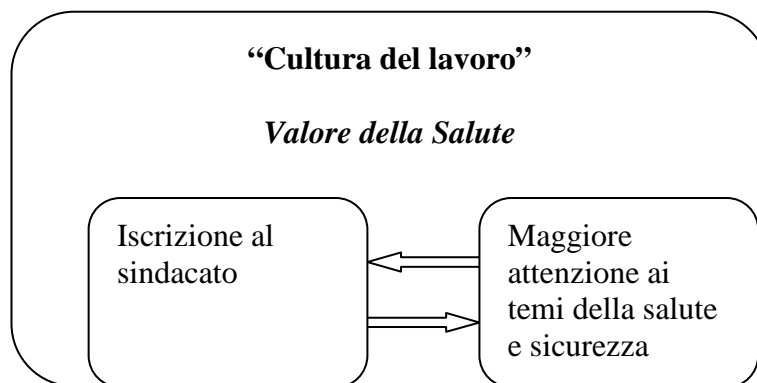 “Cultura del lavoro”
Valore della Salute
Iscrizione al
sindacato
Maggiore
attenzione ai
temi della salute
e sicurezza